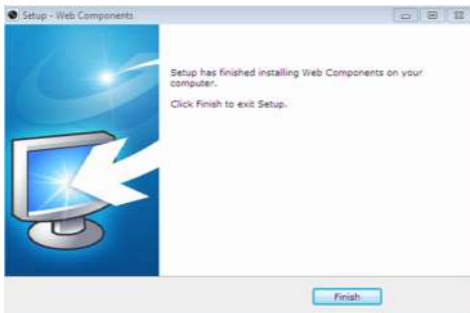 Setup - Web Components
Setup has finished installing Web Components on your
computer.
Click Finish to exit Setup.
Finish